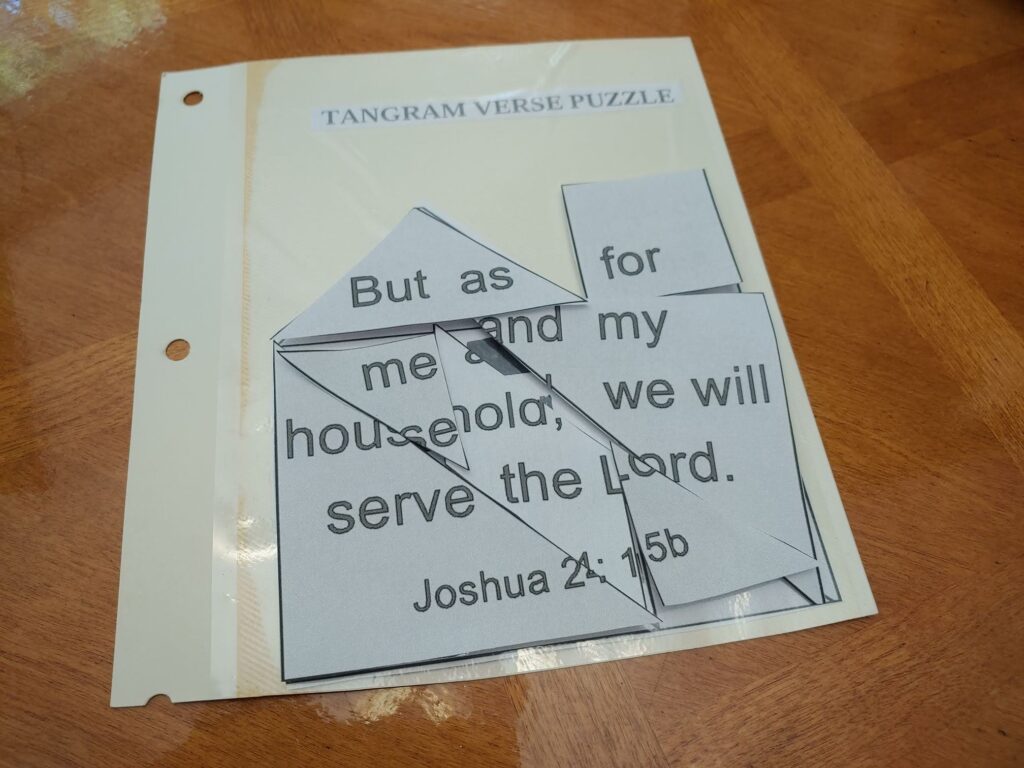 TANGRAM VERSE PUZZLE
But as for
me and my
household, we will
serve the Lord.
Joshua 24: 15b